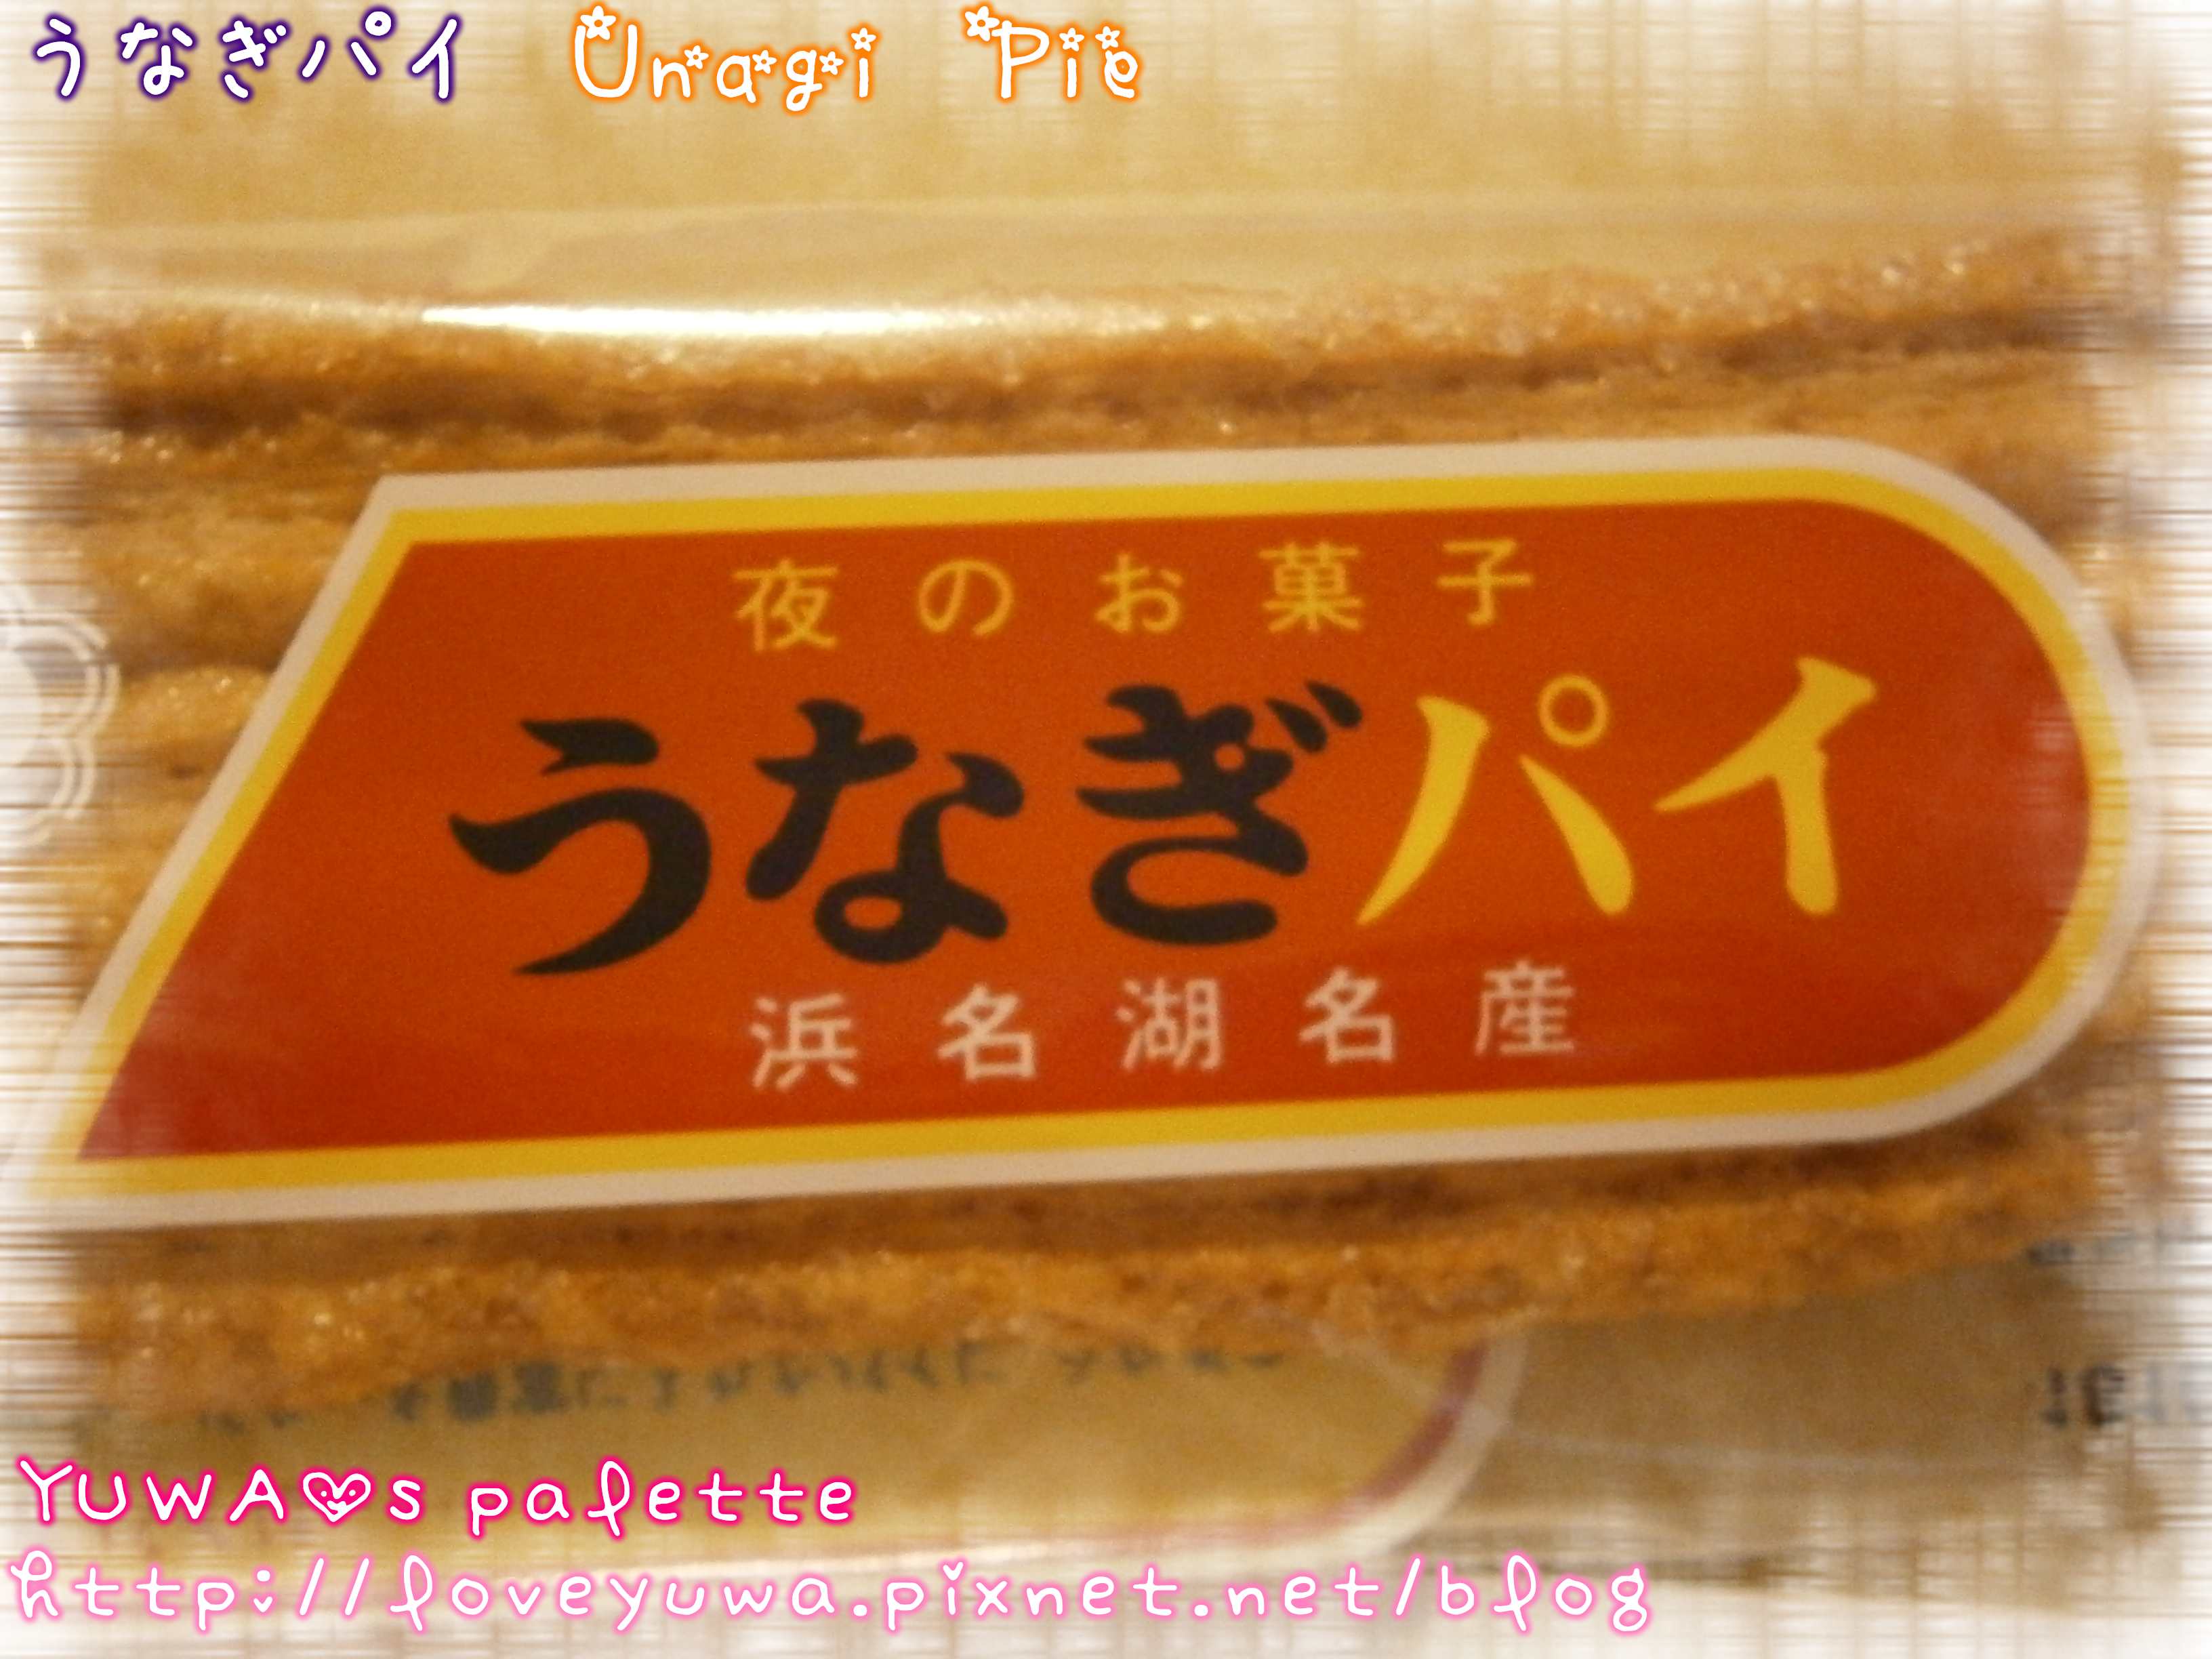 うなぎパイ Unagi Pie
夜のお菓子
うなぎパイ
浜名湖名産
YUWA♥s palette
http://loveyuwa.pixnet.net/blog